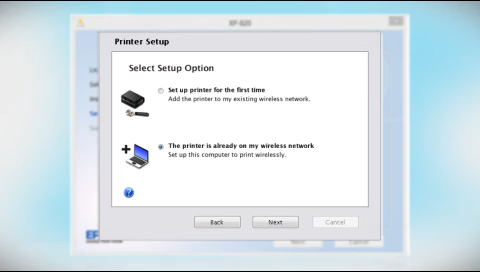 XP-820
Printer Setup
Select Setup Option
Set up printer for the first time
Add the printer to my existing wireless network.
The printer is already on my wireless network
Set up this computer to print wirelessly.
Back
Next
Cancel